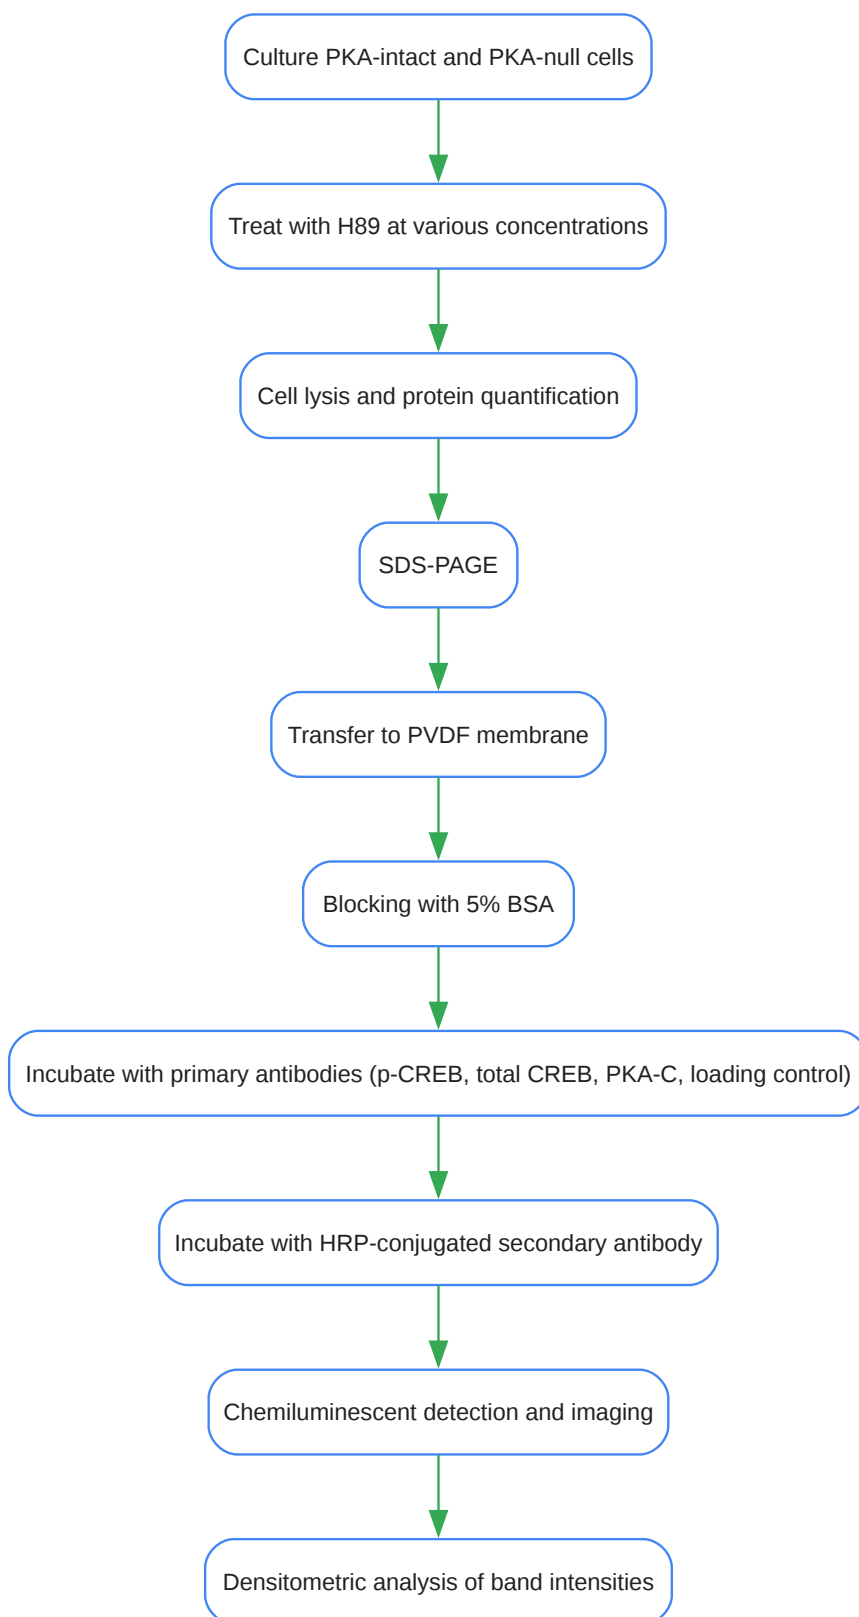 Culture PKA-intact and PKA-null cells
Treat with H89 at various concentrations
Cell lysis and protein quantification
SDS-PAGE
Transfer to PVDF membrane
Blocking with 5% BSA
Incubate with primary antibodies (p-CREB, total CREB, PKA-C, loading control)
Incubate with HRP-conjugated secondary antibody
Chemiluminescent detection and imaging
Densitometric analysis of band intensities